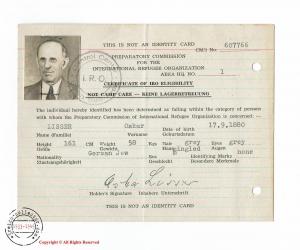 THIS IS NOT AN IDENTITY CARD
CM/1 No: 607766
PREPARATORY COMMISSION
FOR THE
INTERNATIONAL REFUGEE ORGANIZATION
AREA HQ. NO. 1
I.R.O.
CERTIFICATE OF IRO ELIGIBILITY
NOT CAMP CARE — KEINE LAGERBETREUUNG
The individual hereby identified has been determined as falling within the category of persons
with whom the Preparatory Commission of International Refugee Organization is concerned: —
LISSER Oskar Date of birth 17.9.1880
Name (Familie) Vorname Geburtsdatum
Height 161 CM Weight 58 Hair grey Eyes grey
Größe Gewicht Haare Augen
Nationality German Jew Sex M Identifying Marks none
Staatsangehörigkeit Geschlecht Besondere Merkmale
Holder's Signature Inhabers Unterschrift
THIS IS NOT AN IDENTITY CARD
Copyright © All Rights Reserved